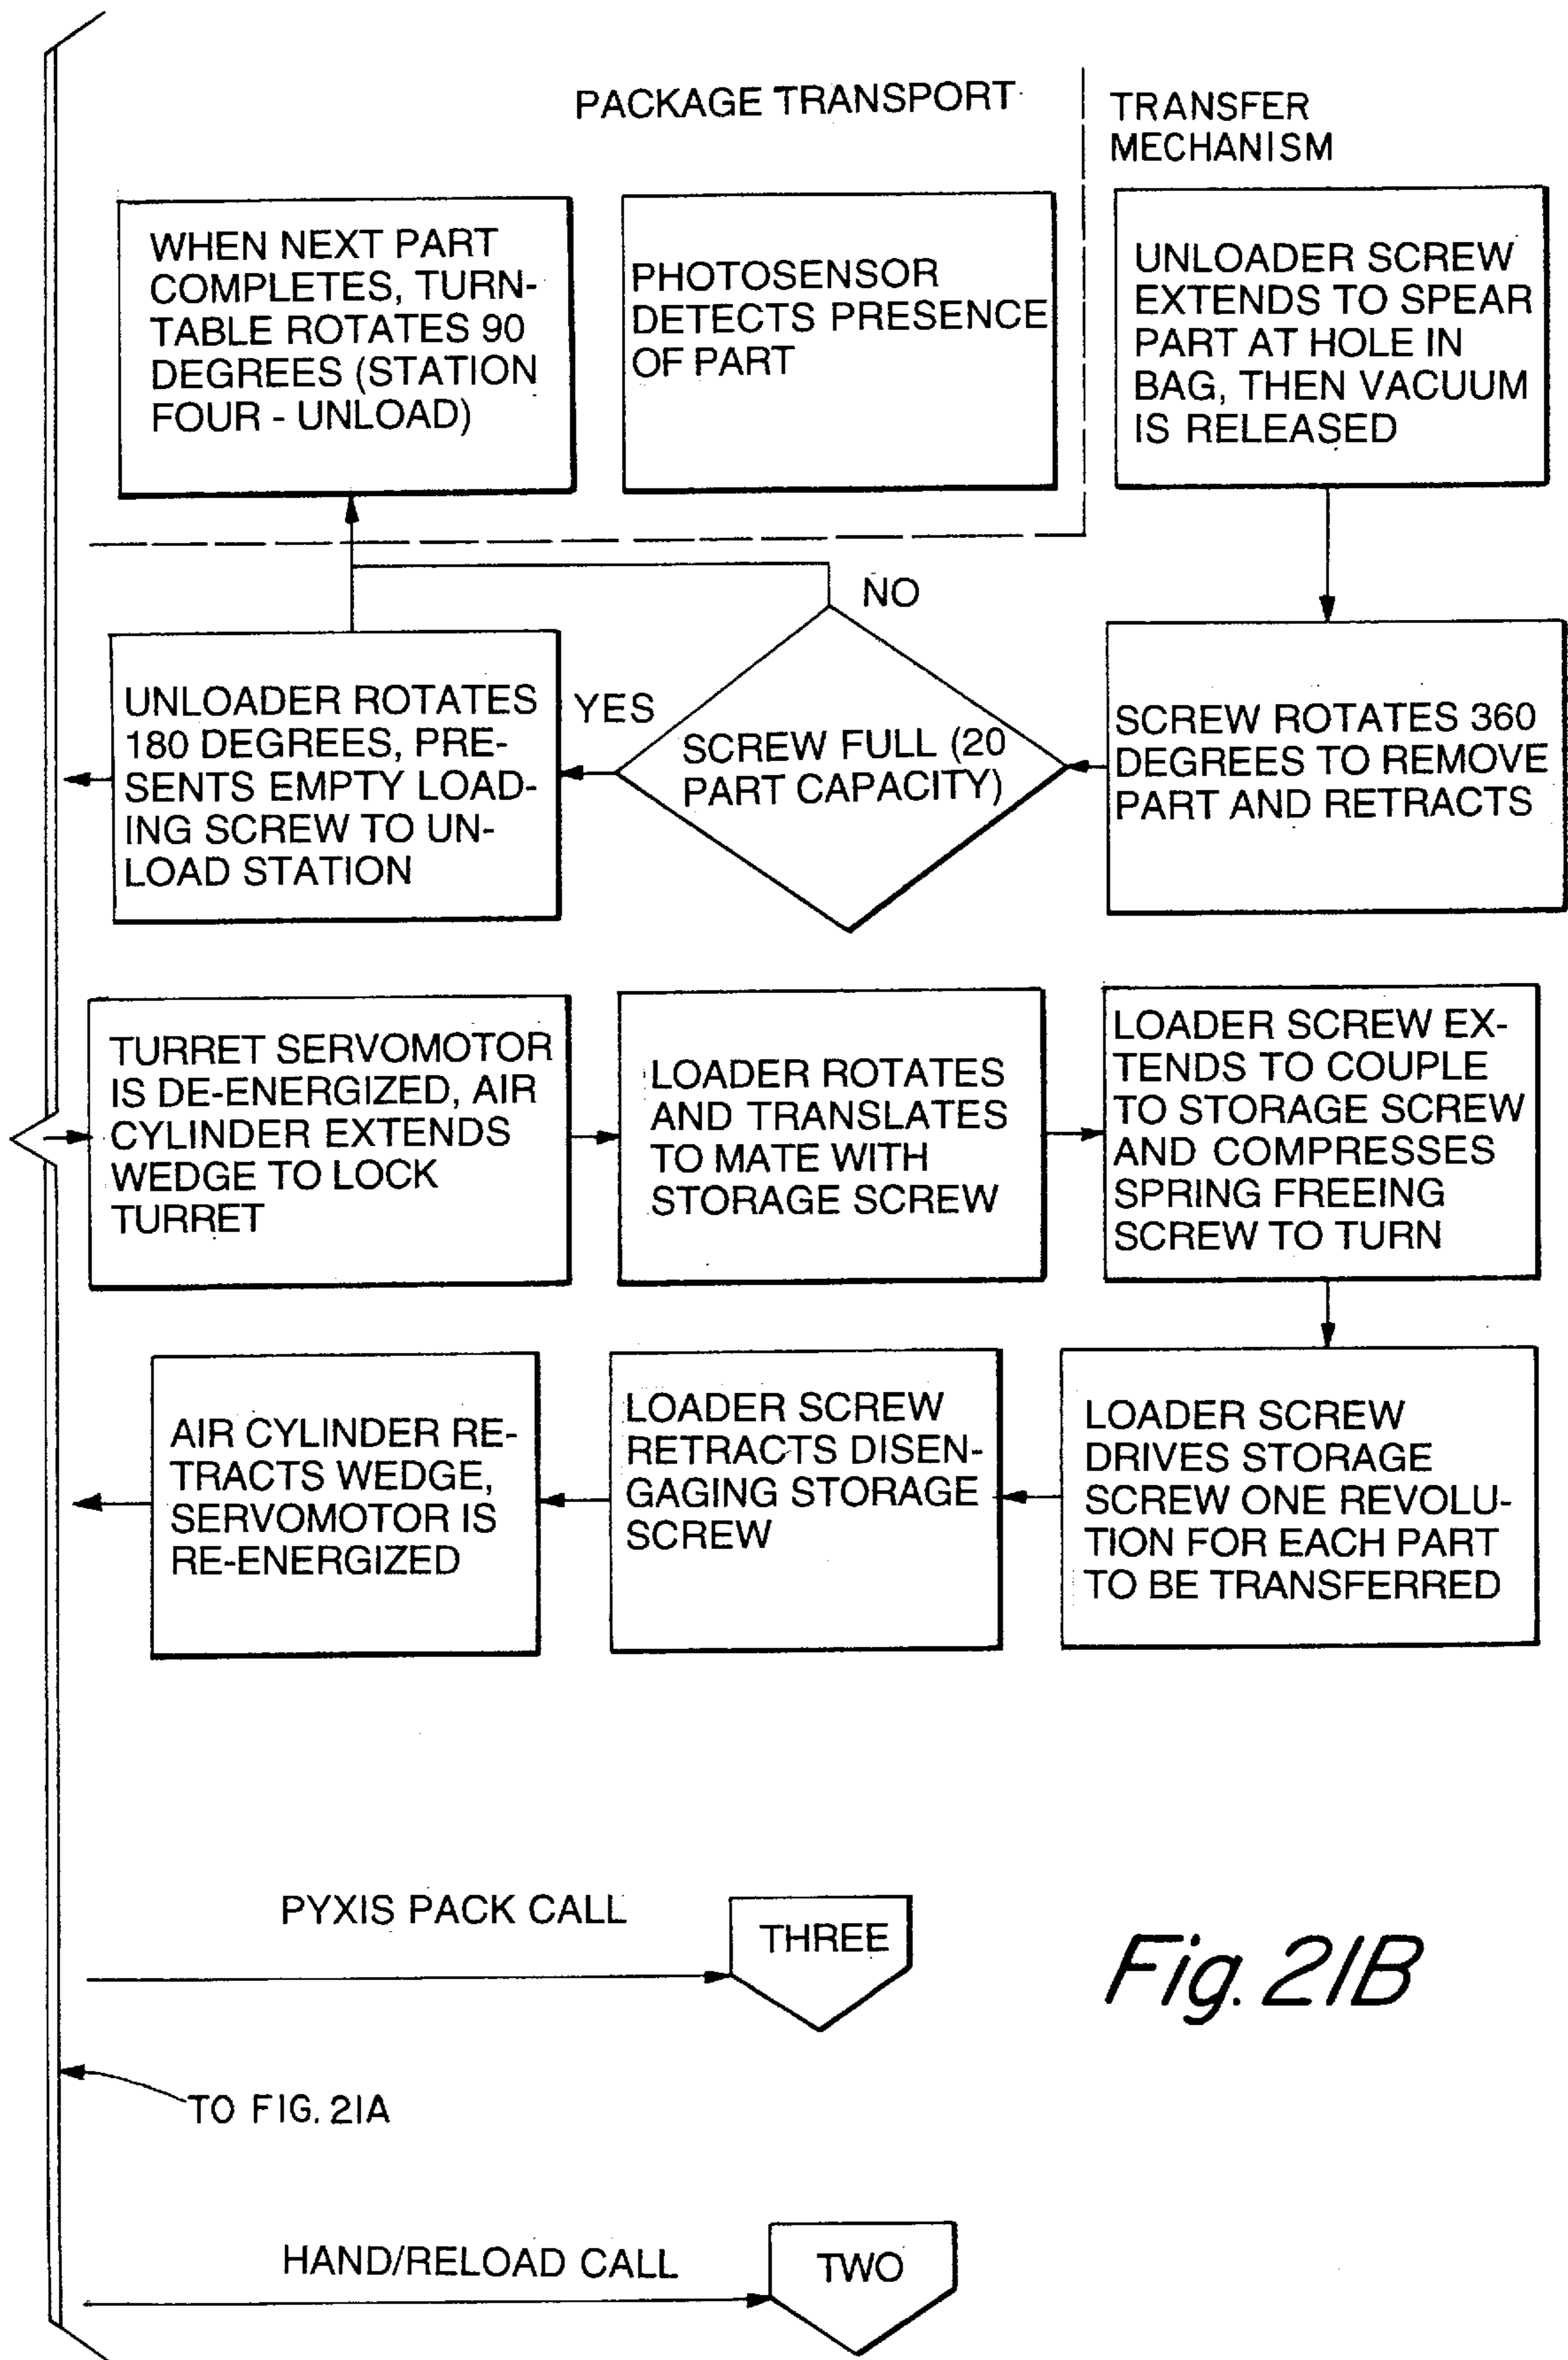 PACKAGE TRANSPORT
TRANSFER
MECHANISM
WHEN NEXT PART
COMPLETES, TURN-
TABLE ROTATES 90
DEGREES (STATION
FOUR - UNLOAD)
PHOTOSENSOR
DETECTS PRESENCE
OF PART
UNLOADER SCREW
EXTENDS TO SPEAR
PART AT HOLE IN
BAG, THEN VACUUM
IS RELEASED
NO
UNLOADER ROTATES
180 DEGREES, PRE-
SENTS EMPTY LOAD-
ING SCREW TO UN-
LOAD STATION
YES
SCREW FULL (20
PART CAPACITY)
SCREW ROTATES 360
DEGREES TO REMOVE
PART AND RETRACTS
TURRET SERVOMOTOR
IS DE-ENERGIZED, AIR
CYLINDER EXTENDS
WEDGE TO LOCK
TURRET
LOADER ROTATES
AND TRANSLATES
TO MATE WITH
STORAGE SCREW
LOADER SCREW EX-
TENDS TO COUPLE
TO STORAGE SCREW
AND COMPRESSES
SPRING FREEING
SCREW TO TURN
AIR CYLINDER RE-
TRACTS WEDGE,
SERVOMOTOR IS
RE-ENERGIZED
LOADER SCREW
RETRACTS DISEN-
GAGING STORAGE
SCREW
LOADER SCREW
DRIVES STORAGE
SCREW ONE REVOLU-
TION FOR EACH PART
TO BE TRANSFERRED
PYXIS PACK CALL
THREE
Fig. 21B
TO FIG. 21A
HAND/RELOAD CALL
TWO